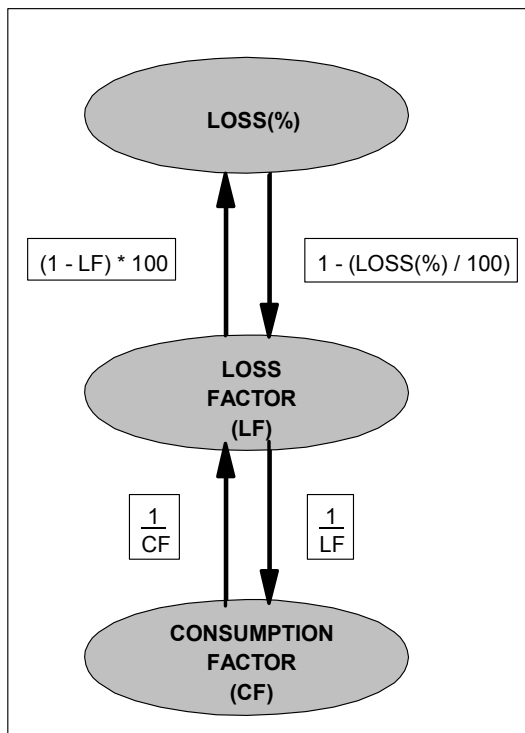 LOSS(%)
(1 - LF) * 100
1 - (LOSS(%) / 100)
LOSS
FACTOR
(LF)
1
CF
1
LF
CONSUMPTION
FACTOR
(CF)